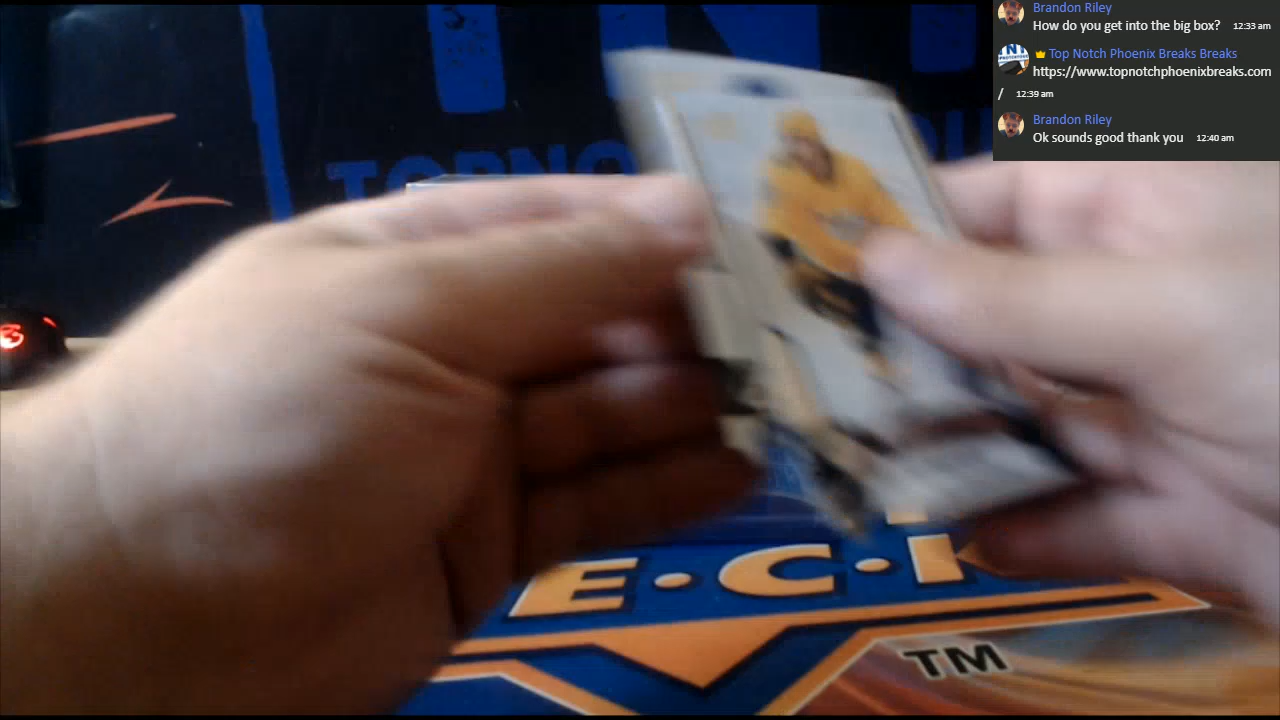 Brandon Riley
How do you get into the big box? 12:33 am
Top Notch Phoenix Breaks Breaks
https://www.topnotchphoenixbreaks.com
/ 12:39 am
Brandon Riley
Ok sounds good thank you 12:40 am
TOPNO
E•C•
TM